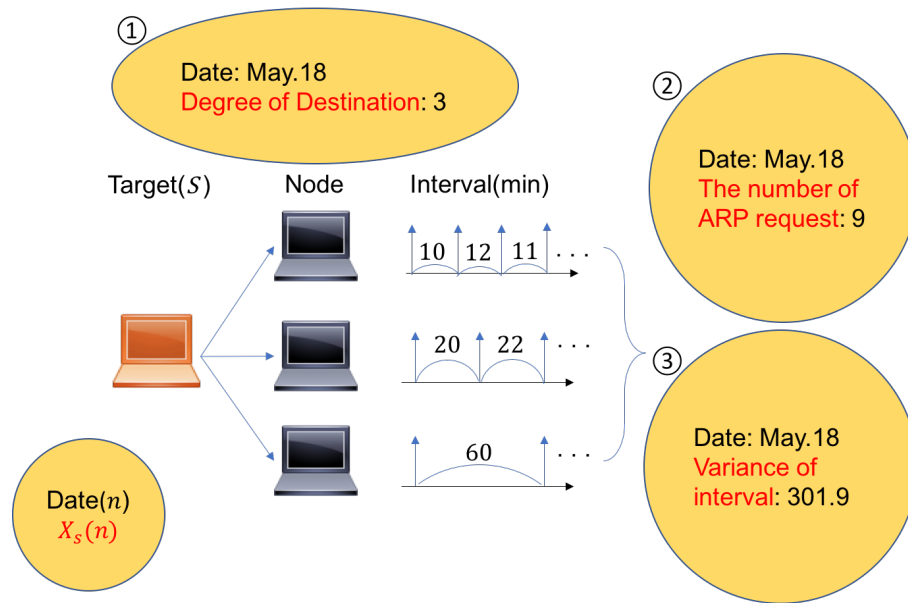 ①
Date: May.18
Degree of Destination: 3
②
Date: May.18
The number of
ARP request: 9
Target(S) Node Interval(min)
10 12 11 . . .
20 22 . . .
60 . . .
③
Date: May.18
Variance of
interval: 301.9
Date(n)
Xₛ(n)